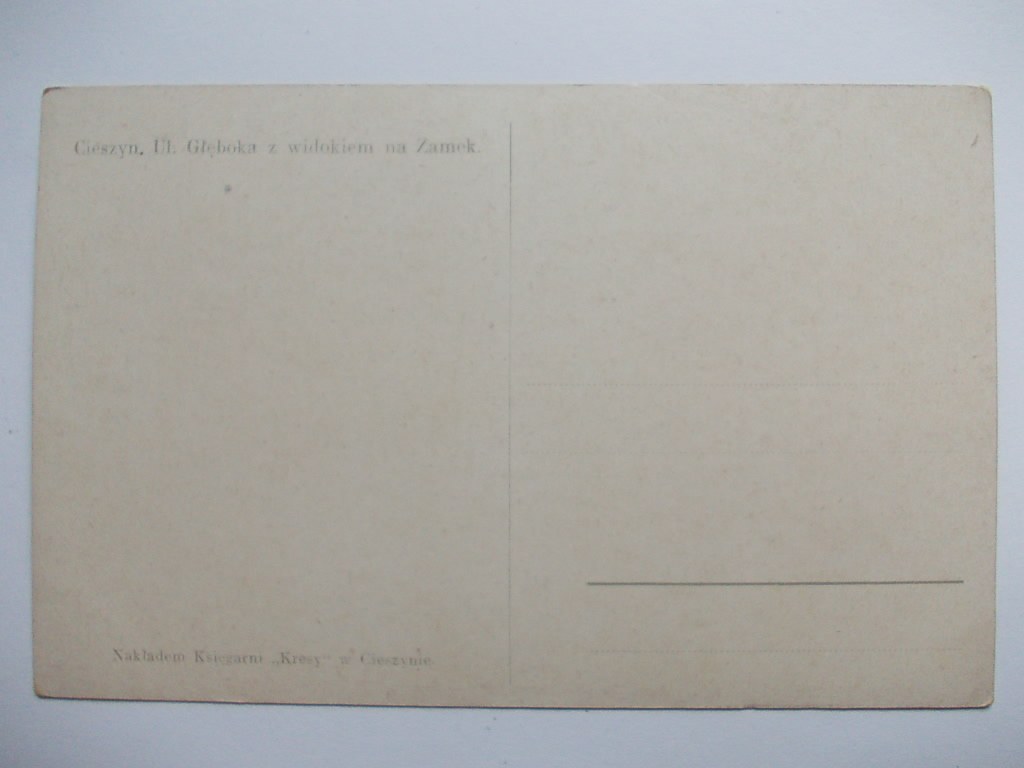 Cieszyn. Ul. Głęboka z widokiem na Zamek.
Nakładem Księgarni „Kresy“ w Cieszynie.